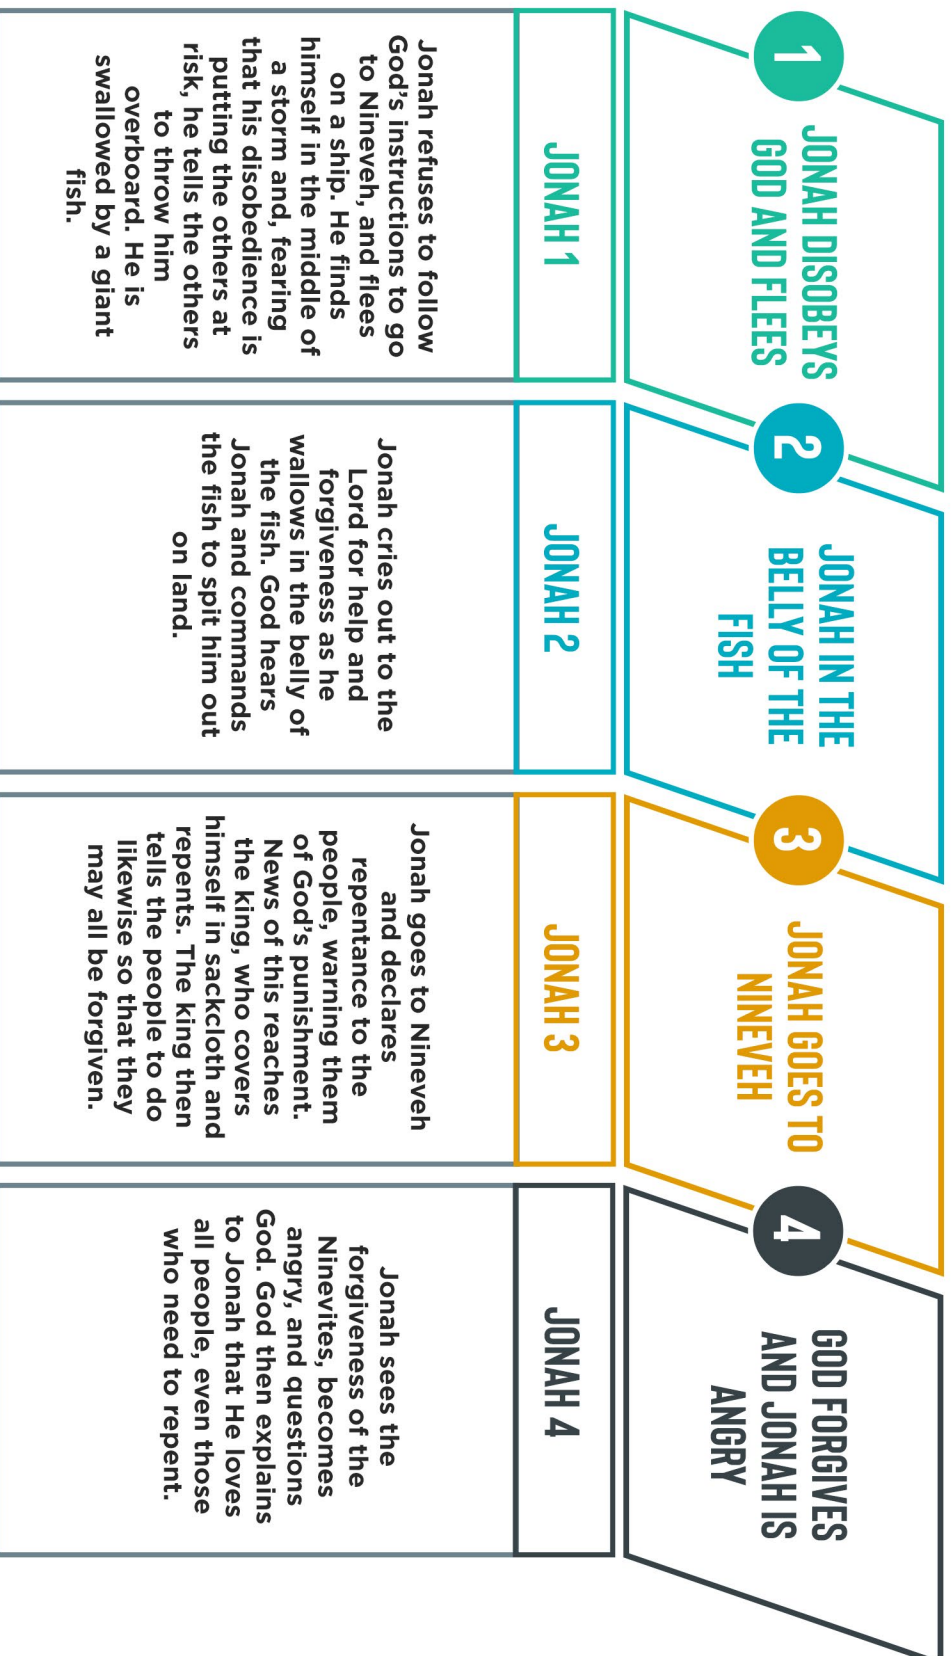 1
JONAH DISOBEYS
GOD AND FLEES
JONAH 1
Jonah refuses to follow
God's instructions to go
to Nineveh, and flees
on a ship. He finds
himself in the middle of
a storm and, fearing
that his disobedience is
putting the others at
risk, he tells the others
to throw him
overboard. He is
swallowed by a giant
fish.
2
JONAH IN THE
BELLY OF THE
FISH
JONAH 2
Jonah cries out to the
Lord for help and
forgiveness as he
wallows in the belly of
the fish. God hears
Jonah and commands
the fish to spit him out
on land.
3
JONAH GOES TO
NINEVEH
JONAH 3
Jonah goes to Nineveh
and declares
repentance to the
people, warning them
of God's punishment.
News of this reaches
the king, who covers
himself in sackcloth and
repents. The king then
tells the people to do
likewise so that they
may all be forgiven.
4
GOD FORGIVES
AND JONAH IS
ANGRY
JONAH 4
Jonah sees the
forgiveness of the
Ninevites, becomes
angry, and questions
God. God then explains
to Jonah that He loves
all people, even those
who need to repent.